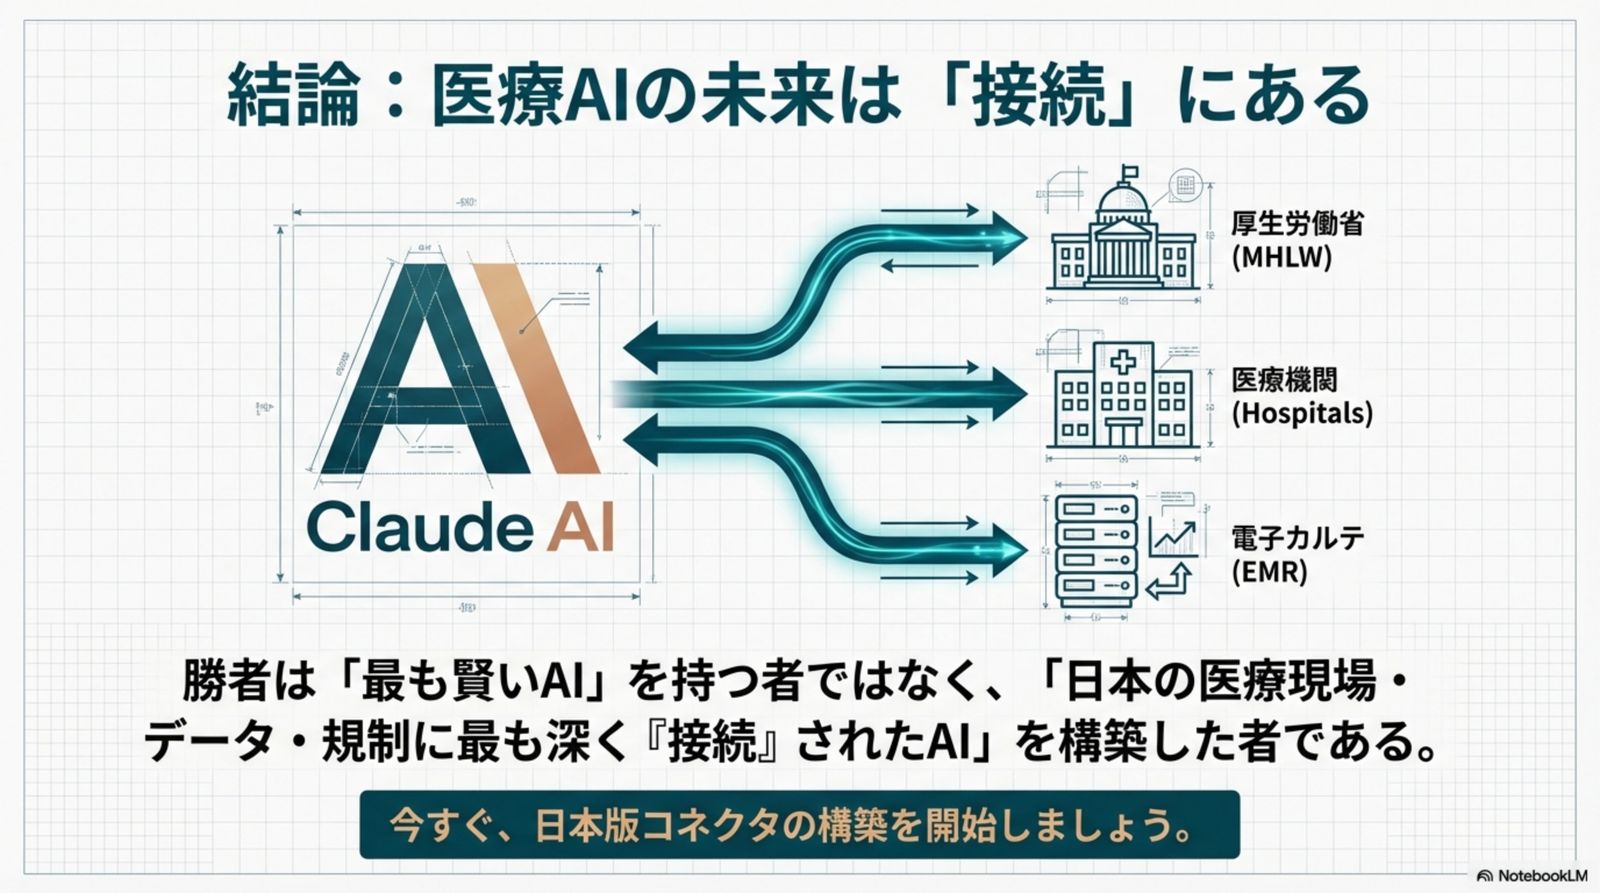 結論：医療AIの未来は「接続」にある
AI
Claude AI
厚生労働省
(MHLW)
医療機関
(Hospitals)
電子カルテ
(EMR)
勝者は「最も賢いAI」を持つ者ではなく、「日本の医療現場・
データ・規制に最も深く『接続』されたAI」を構築した者である。
今すぐ、日本版コネクタの構築を開始しましょう。
NotebookLM